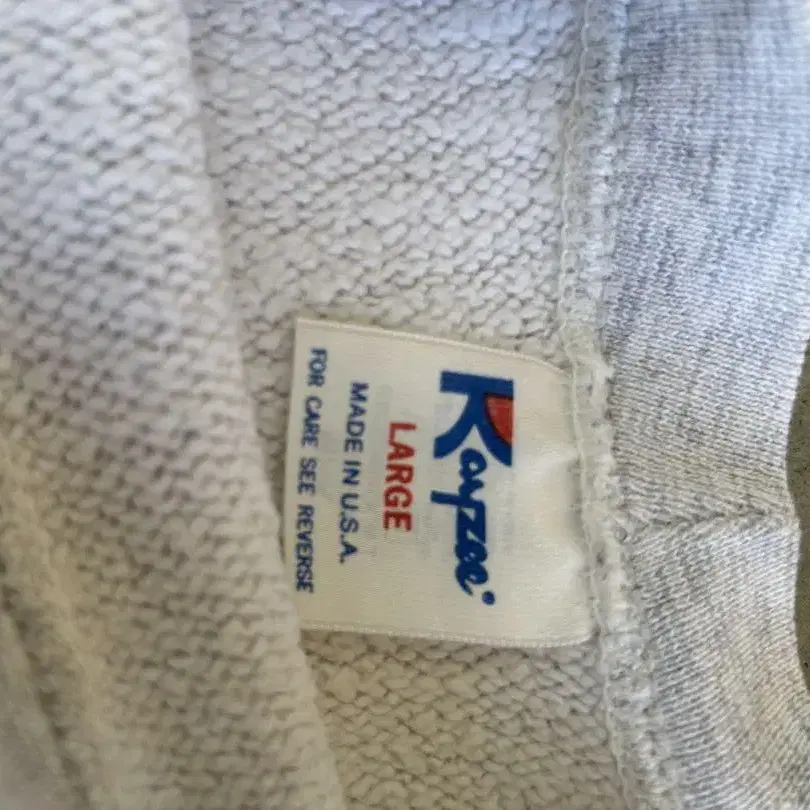 Kayzee
LARGE
MADE IN U.S.A.
FOR CARE SEE REVERSE